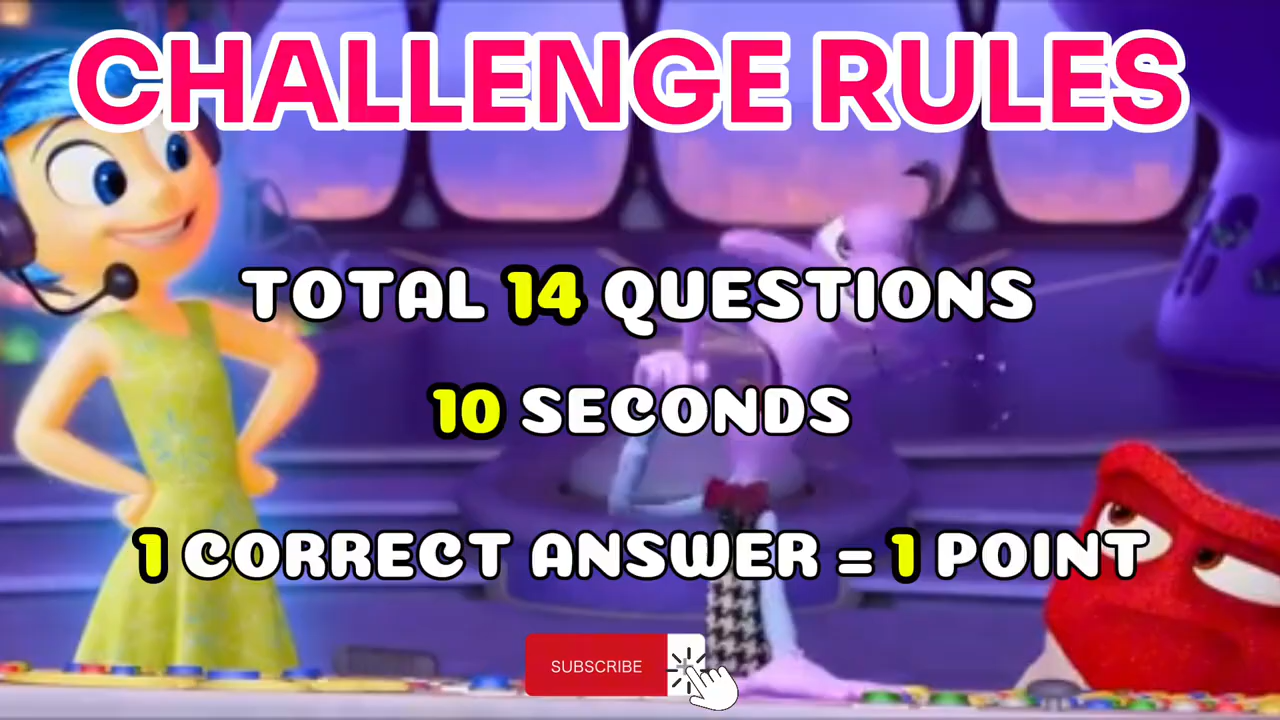 CHALLENGE RULES
TOTAL 14 QUESTIONS
10 SECONDS
1 CORRECT ANSWER = 1 POINT
SUBSCRIBE